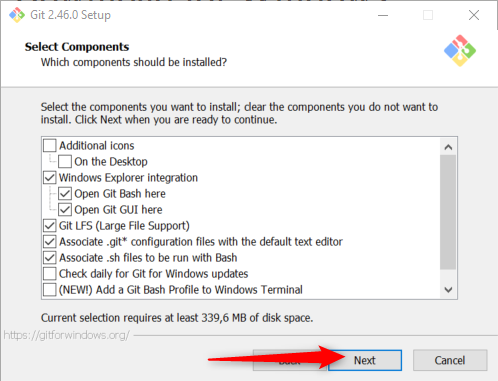 Git 2.46.0 Setup
Select Components
Which components should be installed?
Select the components you want to install; clear the components you do not want to
install. Click Next when you are ready to continue.
Additional icons
On the Desktop
Windows Explorer integration
Open Git Bash here
Open Git GUI here
Git LFS (Large File Support)
Associate .git* configuration files with the default text editor
Associate .sh files to be run with Bash
Check daily for Git for Windows updates
(NEW!) Add a Git Bash Profile to Windows Terminal
Current selection requires at least 339,6 MB of disk space.
https://gitforwindows.org/
Next
Cancel